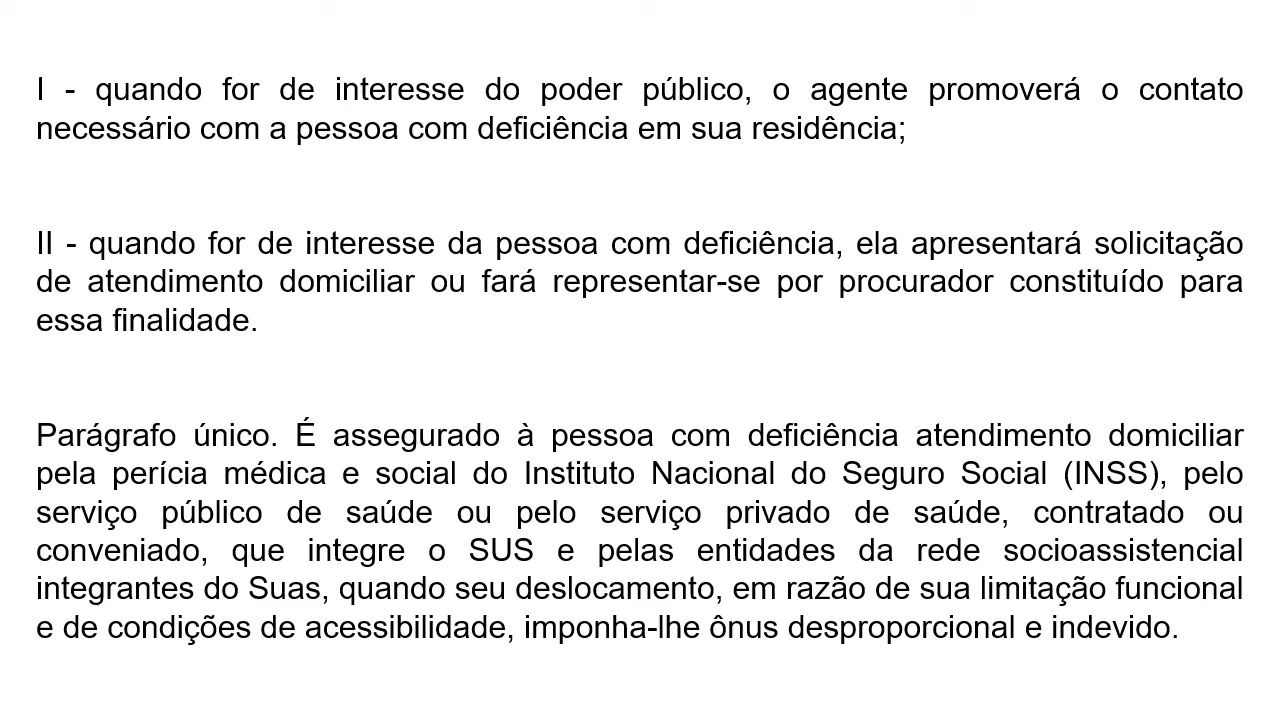 I - quando for de interesse do poder público, o agente promoverá o contato
necessário com a pessoa com deficiência em sua residência;
II - quando for de interesse da pessoa com deficiência, ela apresentará solicitação
de atendimento domiciliar ou fará representar-se por procurador constituído para
essa finalidade.
Parágrafo único. É assegurado à pessoa com deficiência atendimento domiciliar
pela perícia médica e social do Instituto Nacional do Seguro Social (INSS), pelo
serviço público de saúde ou pelo serviço privado de saúde, contratado ou
conveniado, que integre o SUS e pelas entidades da rede socioassistencial
integrantes do Suas, quando seu deslocamento, em razão de sua limitação funcional
e de condições de acessibilidade, imponha-lhe ônus desproporcional e indevido.